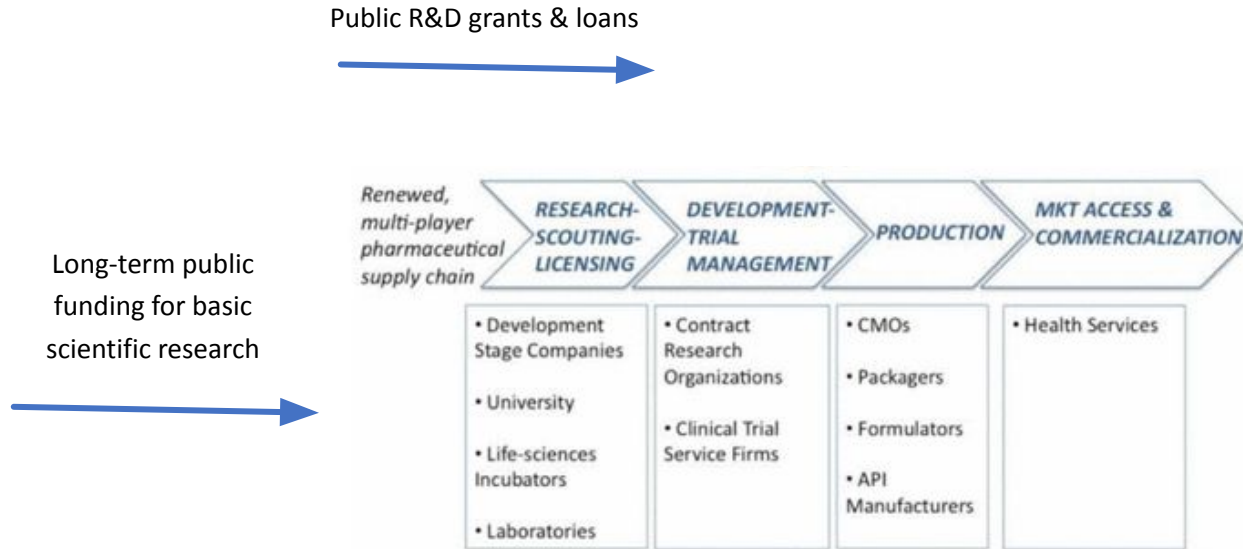 Public R&D grants & loans
Long-term public
funding for basic
scientific research
Renewed,
multi-player
pharmaceutical
supply chain
RESEARCH-
SCOUTING-
LICENSING
DEVELOPMENT-
TRIAL
MANAGEMENT
PRODUCTION
MKT ACCESS &
COMMERCIALIZATION
• Development
Stage Companies
• University
• Life-sciences
Incubators
• Laboratories
• Contract
Research
Organizations
• Clinical Trial
Service Firms
• CMOs
• Packagers
• Formulators
• API
Manufacturers
• Health Services